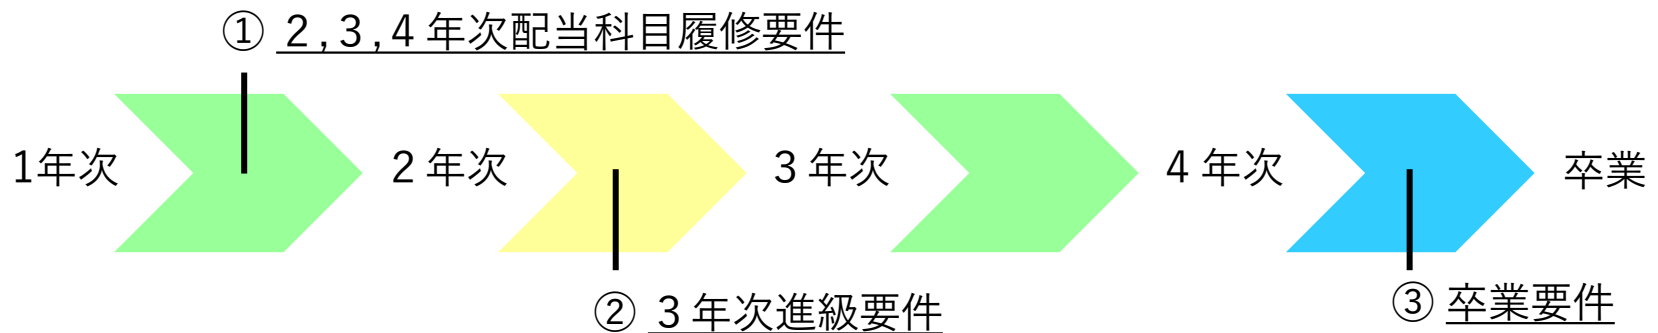 ① 2,3,4年次配当科目履修要件
1年次 2年次 3年次 4年次 卒業
② 3年次進級要件
③ 卒業要件